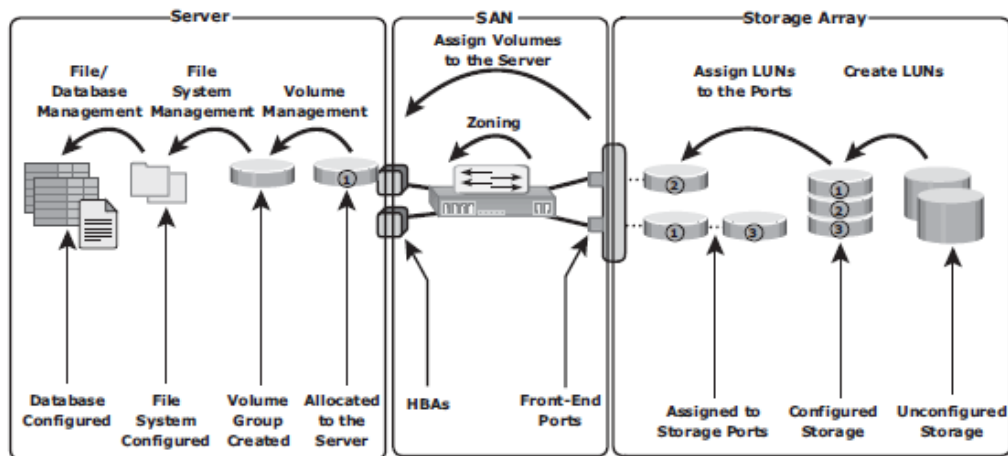 Server
SAN
Storage Array
Assign Volumes
to the Server
File/
Database
Management
File
System
Management
Volume
Management
Zoning
Assign LUNs
to the Ports
Create LUNs
1
2
1
3
1
2
3
Database
Configured
File
System
Configured
Volume
Group
Created
Allocated
to the
Server
HBAs
Front-End
Ports
Assigned to
Storage Ports
Configured
Storage
Unconfigured
Storage